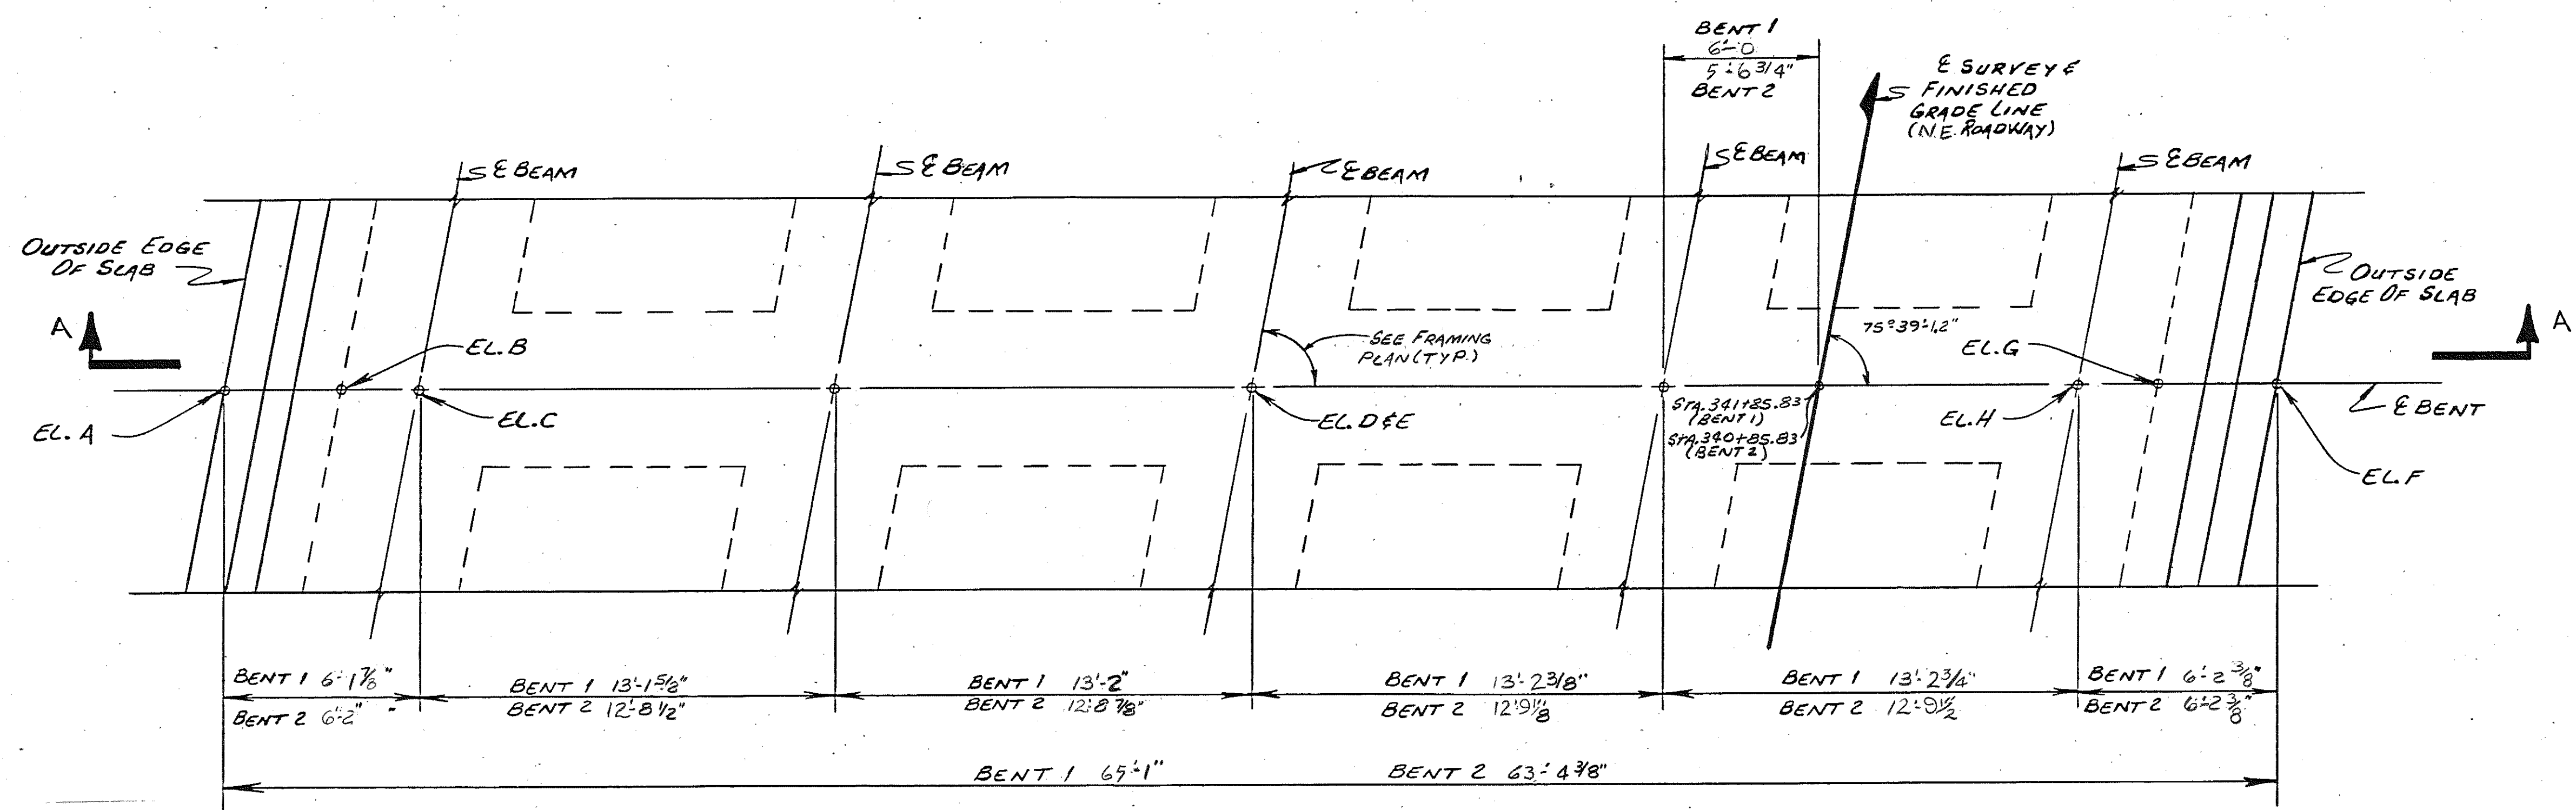 BENT 1
6'-0
5'-6 3/4"
BENT 2
℄ SURVEY &
FINISHED
GRADE LINE
(N.E. ROADWAY)
℄ BEAM
℄ BEAM
℄ BEAM
℄ BEAM
℄ BEAM
OUTSIDE EDGE
OF SLAB
OUTSIDE
EDGE OF SLAB
A
A
EL. B
SEE FRAMING
PLAN (TYP.)
75°39'-1.2"
EL. G
EL. A
EL. C
EL. D & E
STA. 341+85.83
(BENT 1)
STA. 340+85.83
(BENT 2)
EL. H
℄ BENT
EL. F
BENT 1 6'-1 7/8"
BENT 2 6'-2"
BENT 1 13'-1 5/8"
BENT 2 12'-8 1/2"
BENT 1 13'-2"
BENT 2 12'-8 7/8"
BENT 1 13'-2 3/8"
BENT 2 12'-9 1/8
BENT 1 13'-2 3/4"
BENT 2 12'-9 1/2
BENT 1 6'-2 3/8"
BENT 2 6'-2 3/8"
BENT 1 65'-1"
BENT 2 63'-4 3/8"